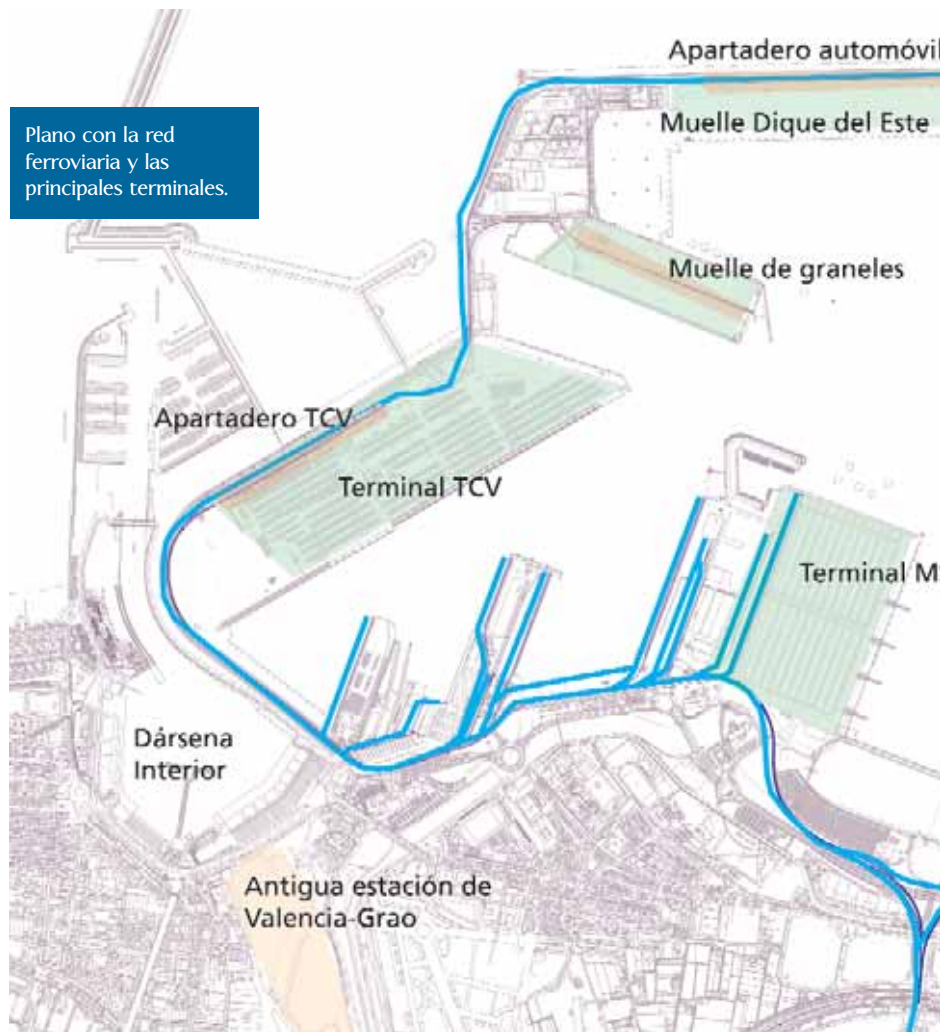 Apartadero automóvil
Plano con la red
ferroviaria y las
principales terminales.
Muelle Dique del Este
Muelle de graneles
Apartadero TCV
Terminal TCV
Terminal M
Dársena
Interior
Antigua estación de
Valencia-Grao